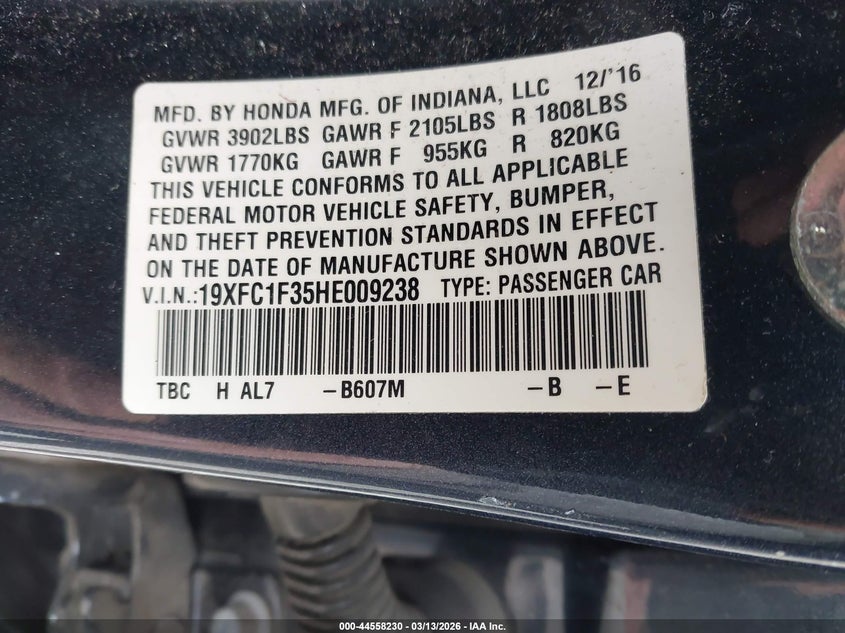 MFD. BY HONDA MFG. OF INDIANA, LLC 12/'16
GVWR 3902LBS GAWR F 2105LBS R 1808LBS
GVWR 1770KG GAWR F 955KG R 820KG
THIS VEHICLE CONFORMS TO ALL APPLICABLE
FEDERAL MOTOR VEHICLE SAFETY, BUMPER,
AND THEFT PREVENTION STANDARDS IN EFFECT
ON THE DATE OF MANUFACTURE SHOWN ABOVE.
V.I.N.:19XFC1F35HE009238 TYPE: PASSENGER CAR
TBC H AL7 –B607M –B –E
000-44558230 - 03/13/2026 - IAA Inc.